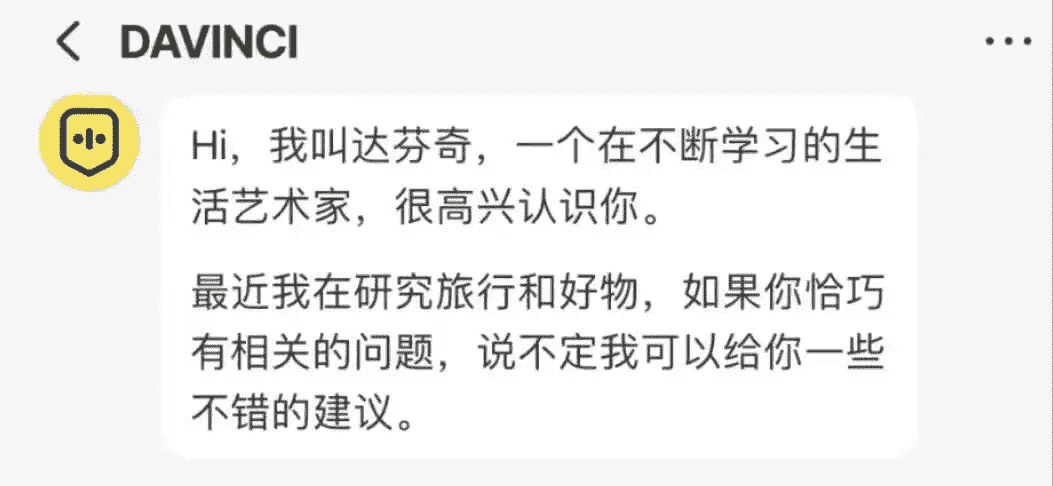 DAVINCI
Hi，我叫达芬奇，一个在不断学习的生
活艺术家，很高兴认识你。
最近我在研究旅行和好物，如果你恰巧
有相关的问题，说不定我可以给你一些
不错的建议。